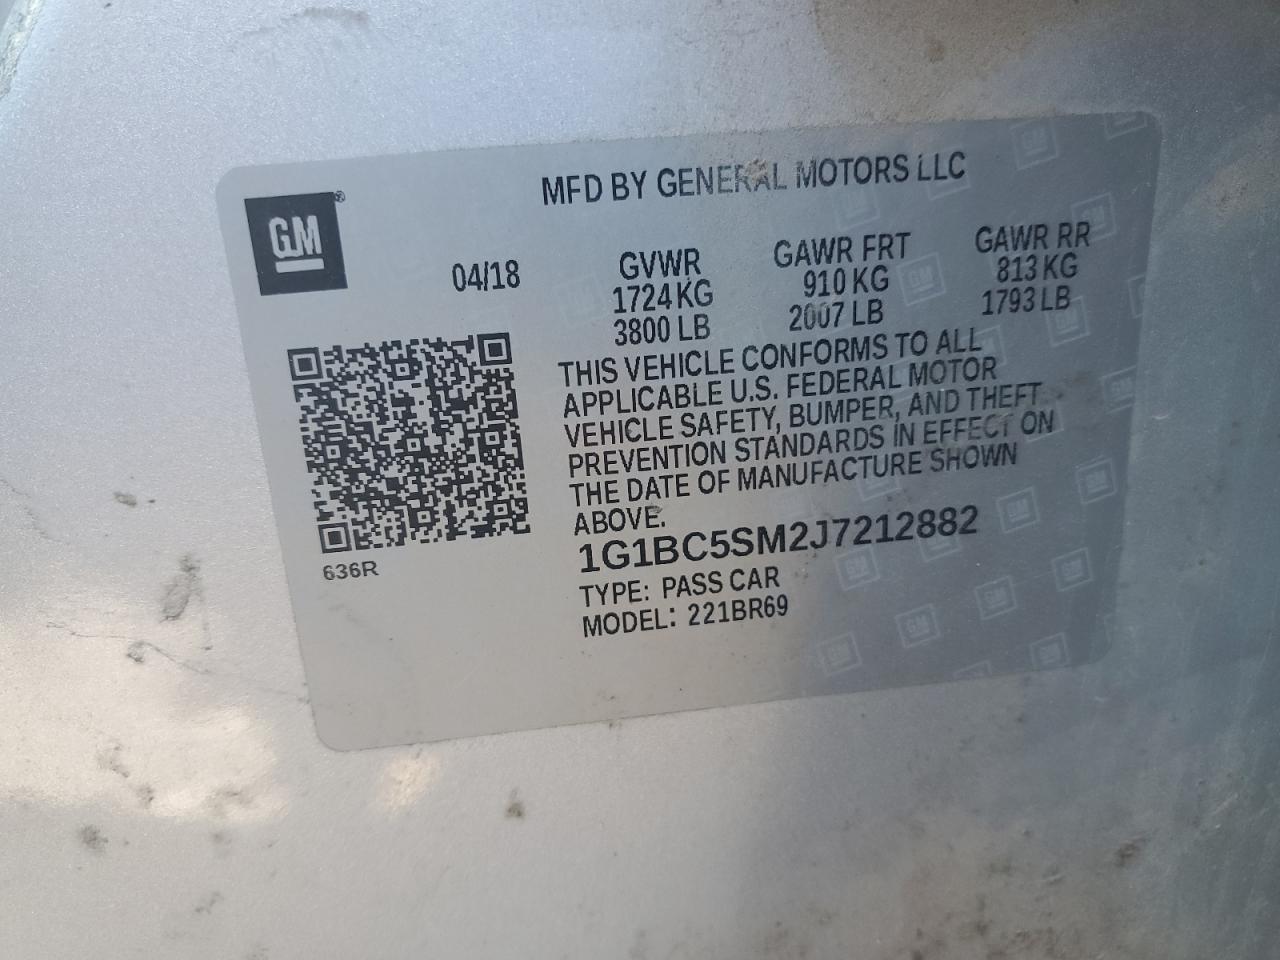 MFD BY GENERAL MOTORS LLC
GM®
04/18
GVWR
1724 KG
3800 LB
GAWR FRT
910 KG
2007 LB
GAWR RR
813 KG
1793 LB
THIS VEHICLE CONFORMS TO ALL
APPLICABLE U.S. FEDERAL MOTOR
VEHICLE SAFETY, BUMPER, AND THEFT
PREVENTION STANDARDS IN EFFECT ON
THE DATE OF MANUFACTURE SHOWN
ABOVE.
1G1BC5SM2J7212882
TYPE: PASS CAR
MODEL: 221BR69
636R